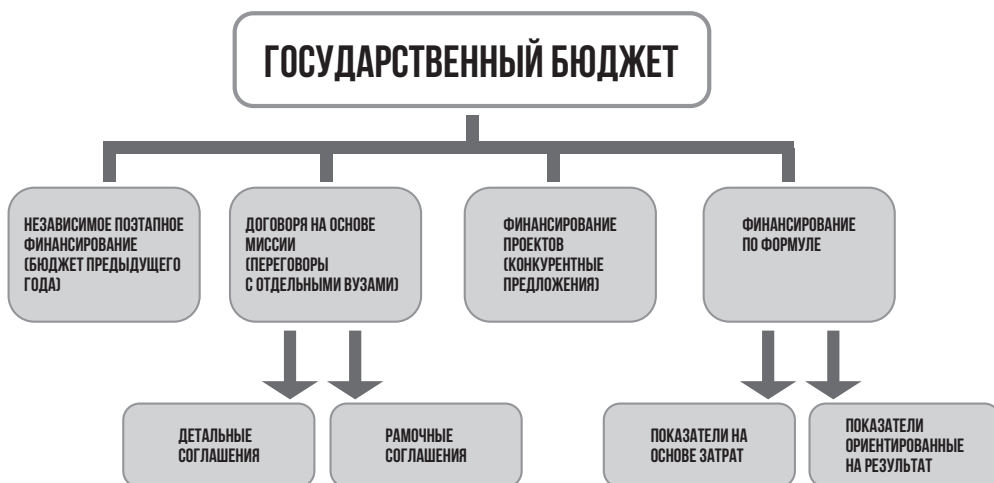 ГОСУДАРСТВЕННЫЙ БЮДЖЕТ
НЕЗАВИСИМОЕ ПОЭТАПНОЕ
ФИНАНСИРОВАНИЕ
(БЮДЖЕТ ПРЕДЫДУЩЕГО
ГОДА)
ДОГОВОРЯ НА ОСНОВЕ
МИССИИ
(ПЕРЕГОВОРЫ
С ОТДЕЛЬНЫМИ ВУЗАМИ)
ФИНАНСИРОВАНИЕ
ПРОЕКТОВ
(КОНКУРЕНТНЫЕ
ПРЕДЛОЖЕНИЯ)
ФИНАНСИРОВАНИЕ
ПО ФОРМУЛЕ
ДЕТАЛЬНЫЕ
СОГЛАШЕНИЯ
РАМОЧНЫЕ
СОГЛАШЕНИЯ
ПОКАЗАТЕЛИ НА
ОСНОВЕ ЗАТРАТ
ПОКАЗАТЕЛИ
ОРИЕНТИРОВАННЫЕ
НА РЕЗУЛЬТАТ